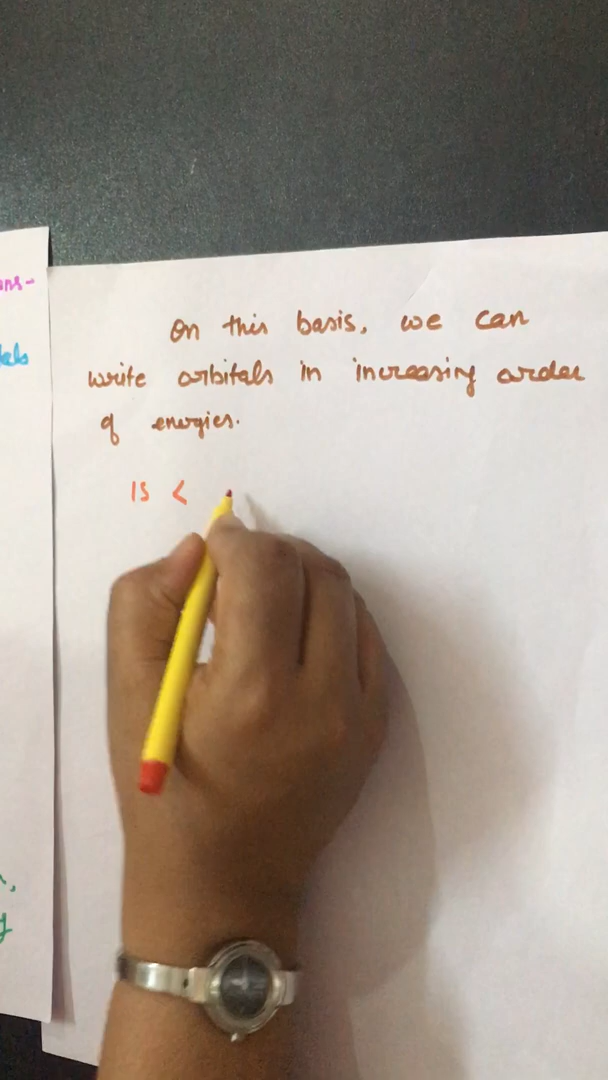 On this basis, we can
write orbitals in increasing order
of energies.
1s <